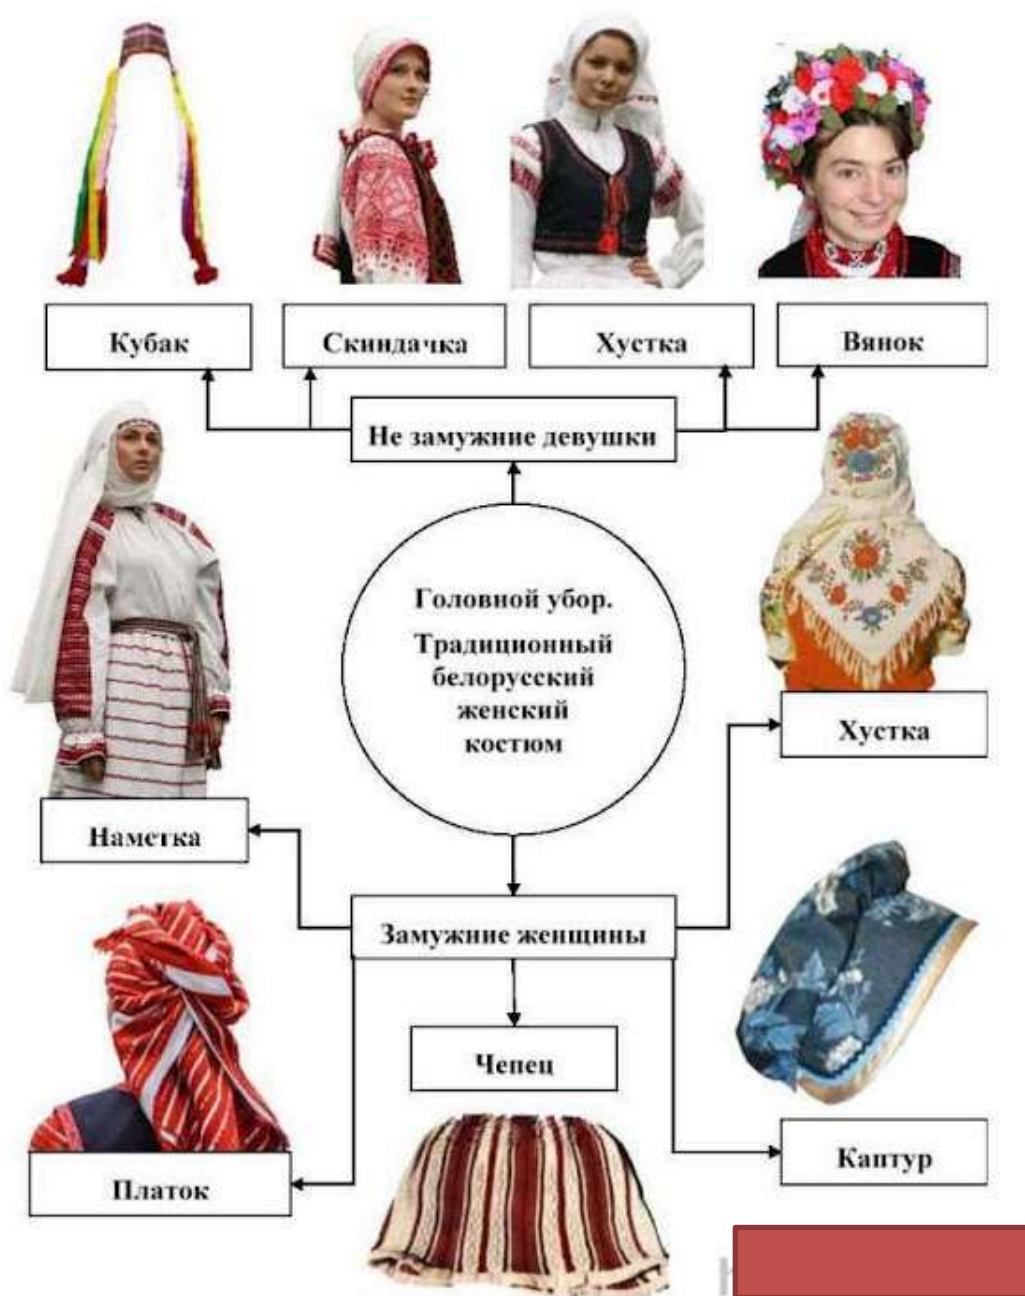 Кубак
Скиндачка
Хустка
Вянок
Не замужние девушки
Головной убор.
Традиционный
белорусский
женский
костюм
Хустка
Наметка
Замужние женщины
Чепец
Каптур
Платок